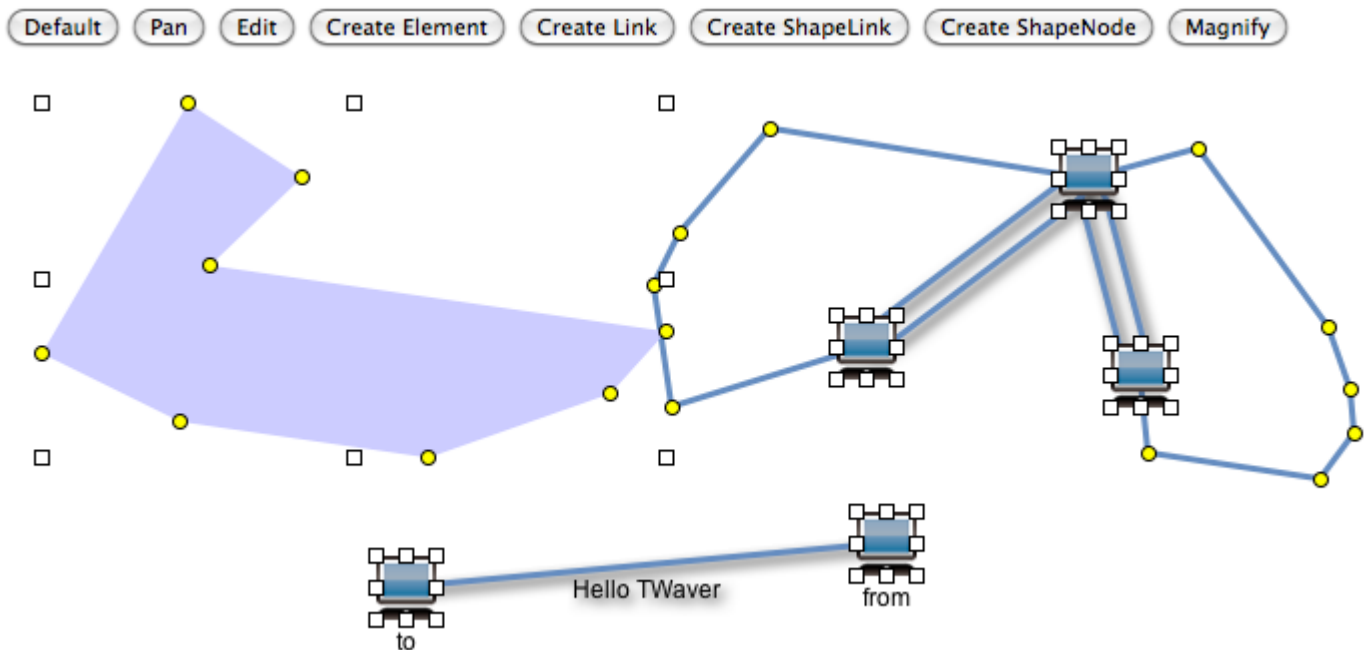 Default Pan Edit Create Element Create Link Create ShapeLink Create ShapeNode Magnify
Hello TWaver
from
to